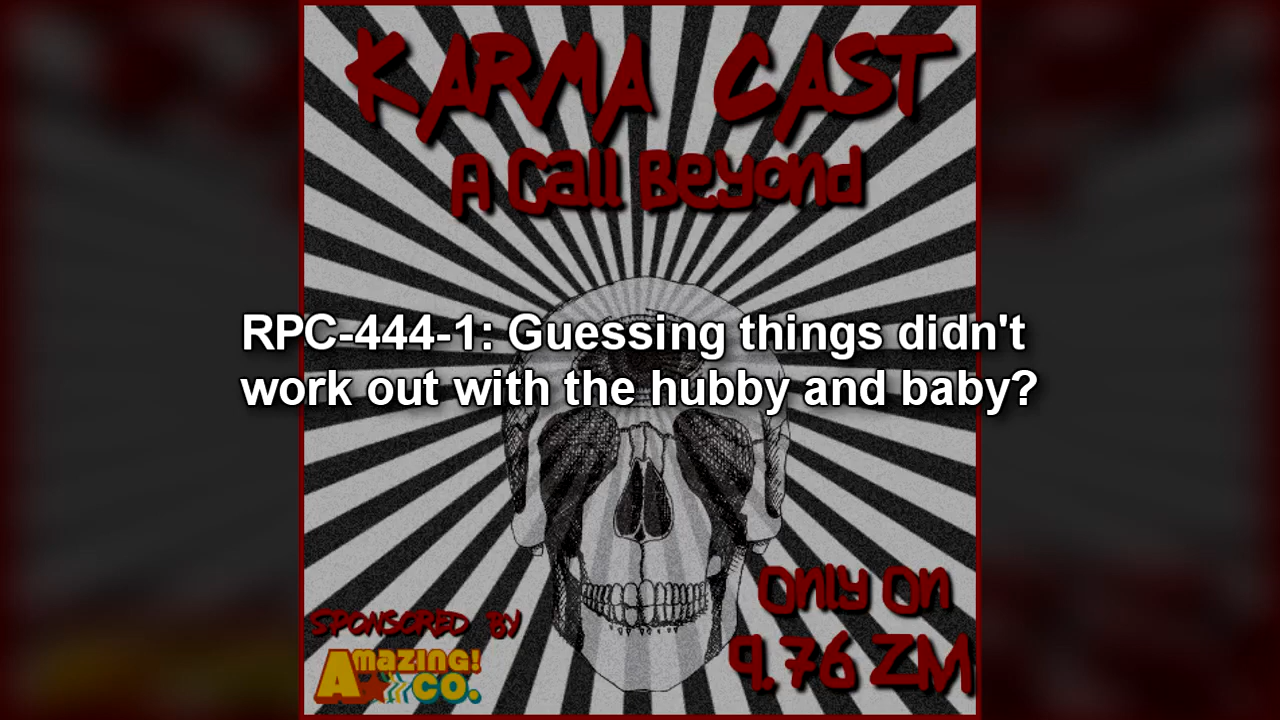 KARMA CAST
A Call Beyond
RPC-444-1: Guessing things didn't
work out with the hubby and baby?
Only On
9.76 ZM
SPONSORED BY
Amazing!
CO.